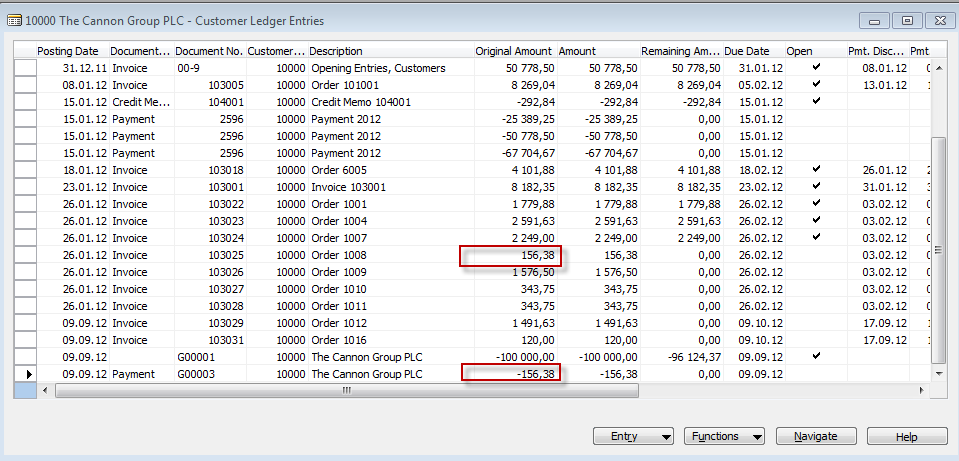 10000 The Cannon Group PLC - Customer Ledger Entries
Posting Date Document... Document No. Customer... Description Original Amount Amount Remaining Am... Due Date Open Pmt. Disc... Pmt
31.12.11 Invoice 00-9 10000 Opening Entries, Customers 50 778,50 50 778,50 50 778,50 31.01.12 ✓ 08.01.12 0
08.01.12 Invoice 103005 10000 Order 101001 8 269,04 8 269,04 8 269,04 05.02.12 ✓ 13.01.12 1
15.01.12 Credit Me... 104001 10000 Credit Memo 104001 -292,84 -292,84 -292,84 15.01.12 ✓
15.01.12 Payment 2596 10000 Payment 2012 -25 389,25 -25 389,25 0,00 15.01.12
15.01.12 Payment 2596 10000 Payment 2012 -50 778,50 -50 778,50 0,00 15.01.12
15.01.12 Payment 2596 10000 Payment 2012 -67 704,67 -67 704,67 0,00 15.01.12
18.01.12 Invoice 103018 10000 Order 6005 4 101,88 4 101,88 4 101,88 18.02.12 ✓ 26.01.12 2
23.01.12 Invoice 103001 10000 Invoice 103001 8 182,35 8 182,35 8 182,35 23.02.12 ✓ 31.01.12 3
26.01.12 Invoice 103022 10000 Order 1001 1 779,88 1 779,88 1 779,88 26.02.12 ✓ 03.02.12 0
26.01.12 Invoice 103023 10000 Order 1004 2 591,63 2 591,63 2 591,63 26.02.12 ✓ 03.02.12 0
26.01.12 Invoice 103024 10000 Order 1007 2 249,00 2 249,00 2 249,00 26.02.12 ✓ 03.02.12 0
26.01.12 Invoice 103025 10000 Order 1008 156,38 156,38 0,00 26.02.12 03.02.12 0
26.01.12 Invoice 103026 10000 Order 1009 1 576,50 1 576,50 0,00 26.02.12 03.02.12 0
26.01.12 Invoice 103027 10000 Order 1010 343,75 343,75 0,00 26.02.12 03.02.12 0
26.01.12 Invoice 103028 10000 Order 1011 343,75 343,75 0,00 26.02.12 03.02.12 0
09.09.12 Invoice 103029 10000 Order 1012 1 491,63 1 491,63 0,00 09.10.12 17.09.12 1
09.09.12 Invoice 103031 10000 Order 1016 120,00 120,00 0,00 09.10.12 17.09.12 1
09.09.12 G00001 10000 The Cannon Group PLC -100 000,00 -100 000,00 -96 124,37 09.09.12 ✓
09.09.12 Payment G00003 10000 The Cannon Group PLC -156,38 -156,38 0,00 09.09.12
Entry Functions Navigate Help